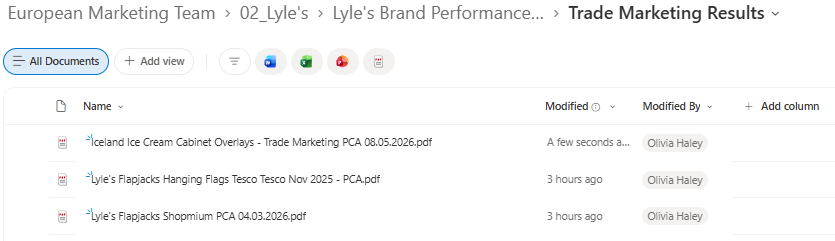 European Marketing Team > 02_Lyle's > Lyle's Brand Performance... > Trade Marketing Results
All Documents + Add view
Name Modified Modified By + Add column
Iceland Ice Cream Cabinet Overlays - Trade Marketing PCA 08.05.2026.pdf A few seconds a... Olivia Haley
Lyle's Flapjacks Hanging Flags Tesco Tesco Nov 2025 - PCA.pdf 3 hours ago Olivia Haley
Lyle's Flapjacks Shopmium PCA 04.03.2026.pdf 3 hours ago Olivia Haley